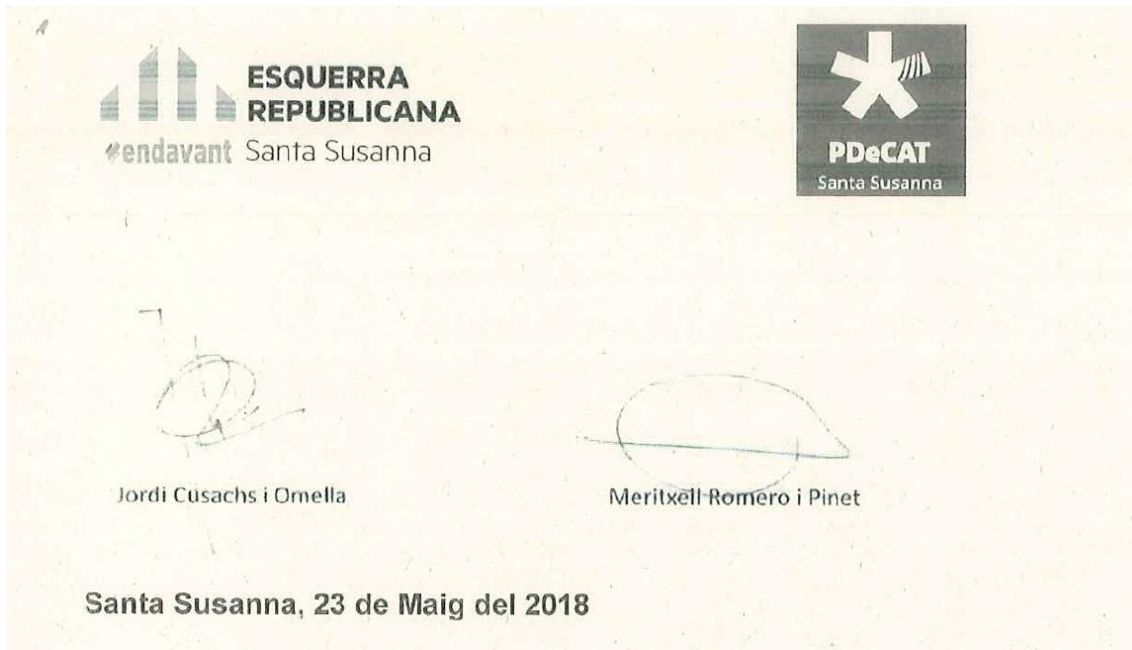 ESQUERRA
REPUBLICANA
#endavant Santa Susanna
PDeCAT
Santa Susanna
Jordi Cusachs i Omella
Meritxell Romero i Pinet
Santa Susanna, 23 de Maig del 2018